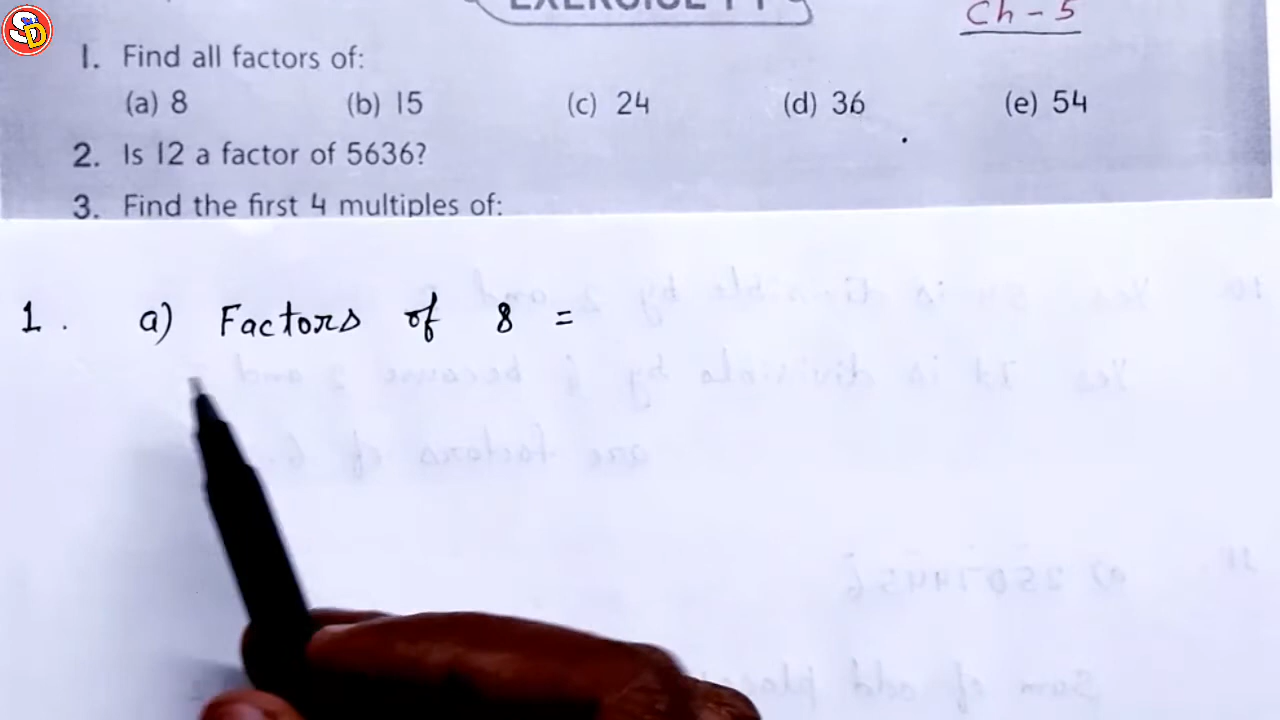 SD
Ch - 5
1. Find all factors of:
(a) 8 (b) 15 (c) 24 (d) 36 (e) 54
2. Is 12 a factor of 5636?
3. Find the first 4 multiples of:
1. a) Factors of 8 =